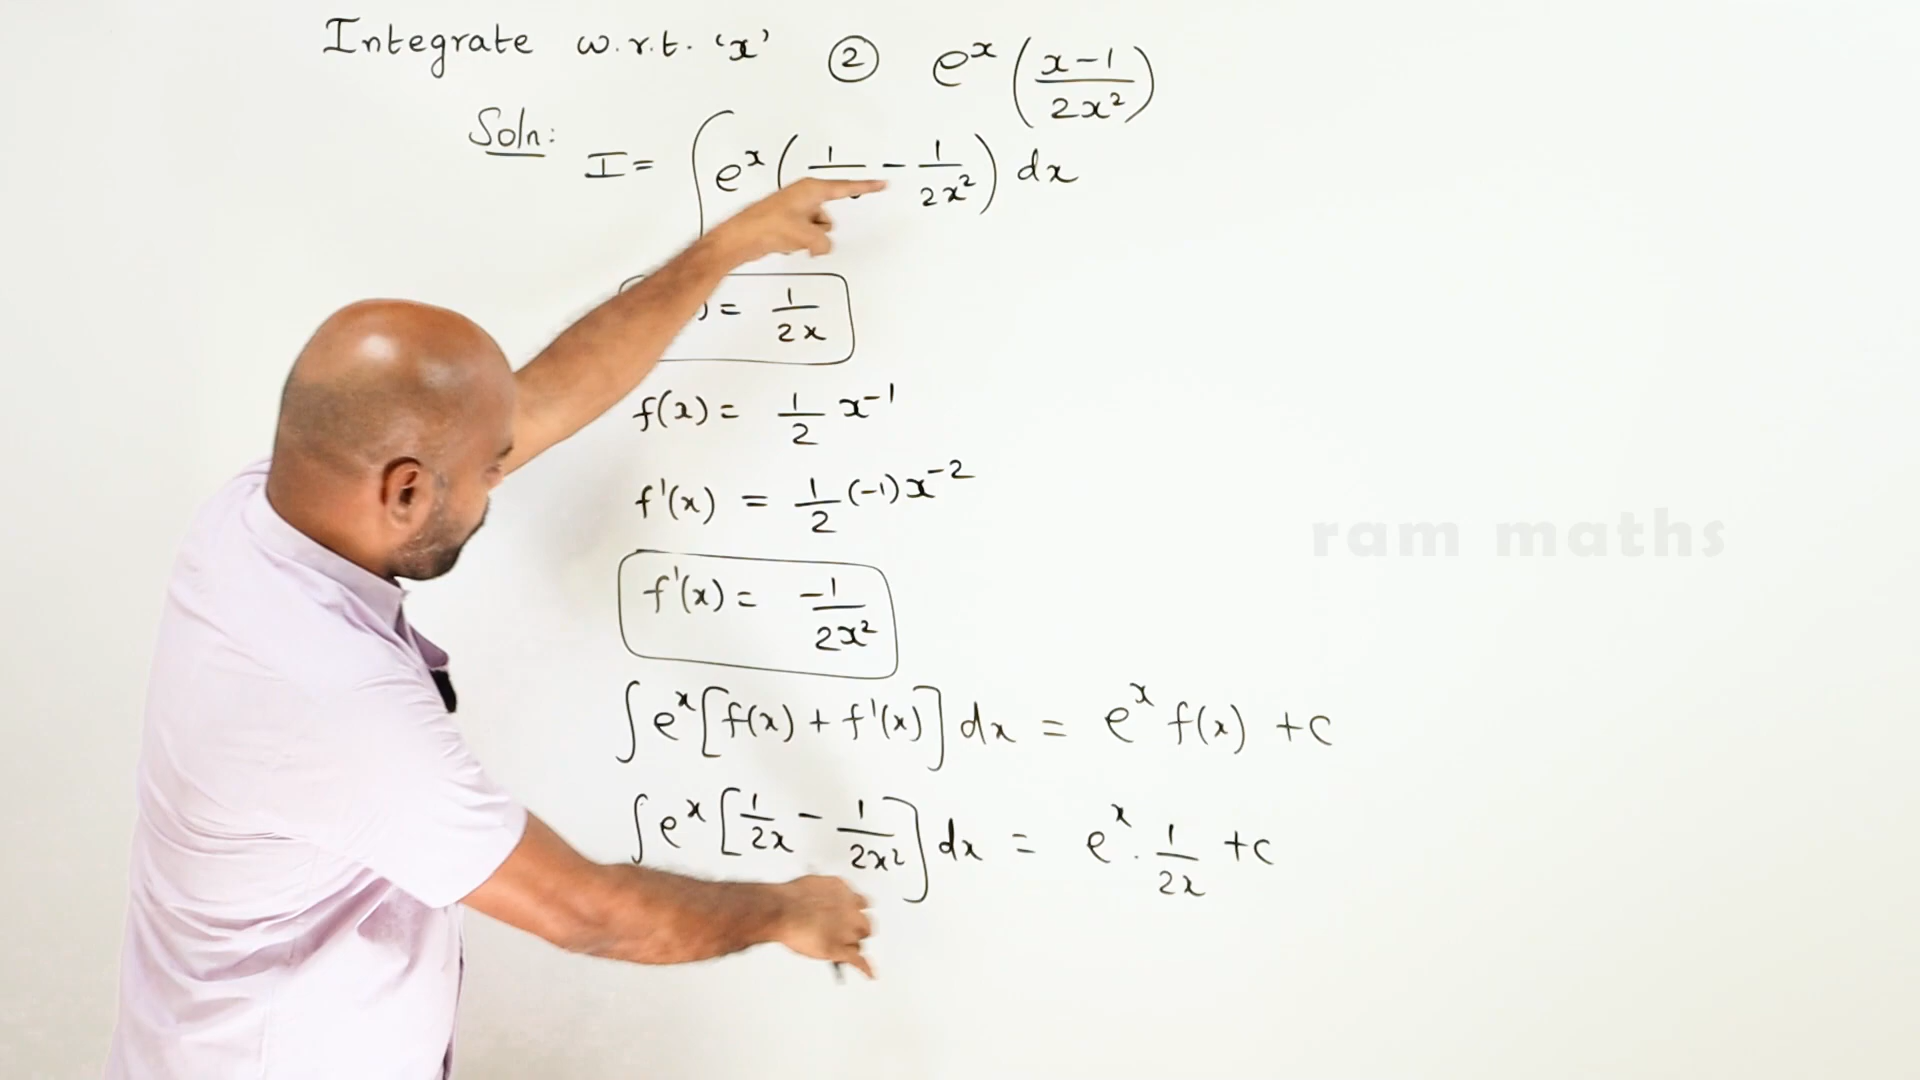 Integrate w.r.t. 'x' ② e^x ( (x-1)/(2x²) )
Soln:
I = ∫ e^x ( 1/ - 1/(2x²) ) dx
) = 1/(2x)
f(x) = 1/2 x^-1
f'(x) = 1/2 (-1) x^-2
f'(x) = -1/(2x²)
∫ e^x [f(x) + f'(x)] dx = e^x f(x) + c
∫ e^x [1/(2x) - 1/(2x²)] dx = e^x . 1/(2x) + c
ram maths